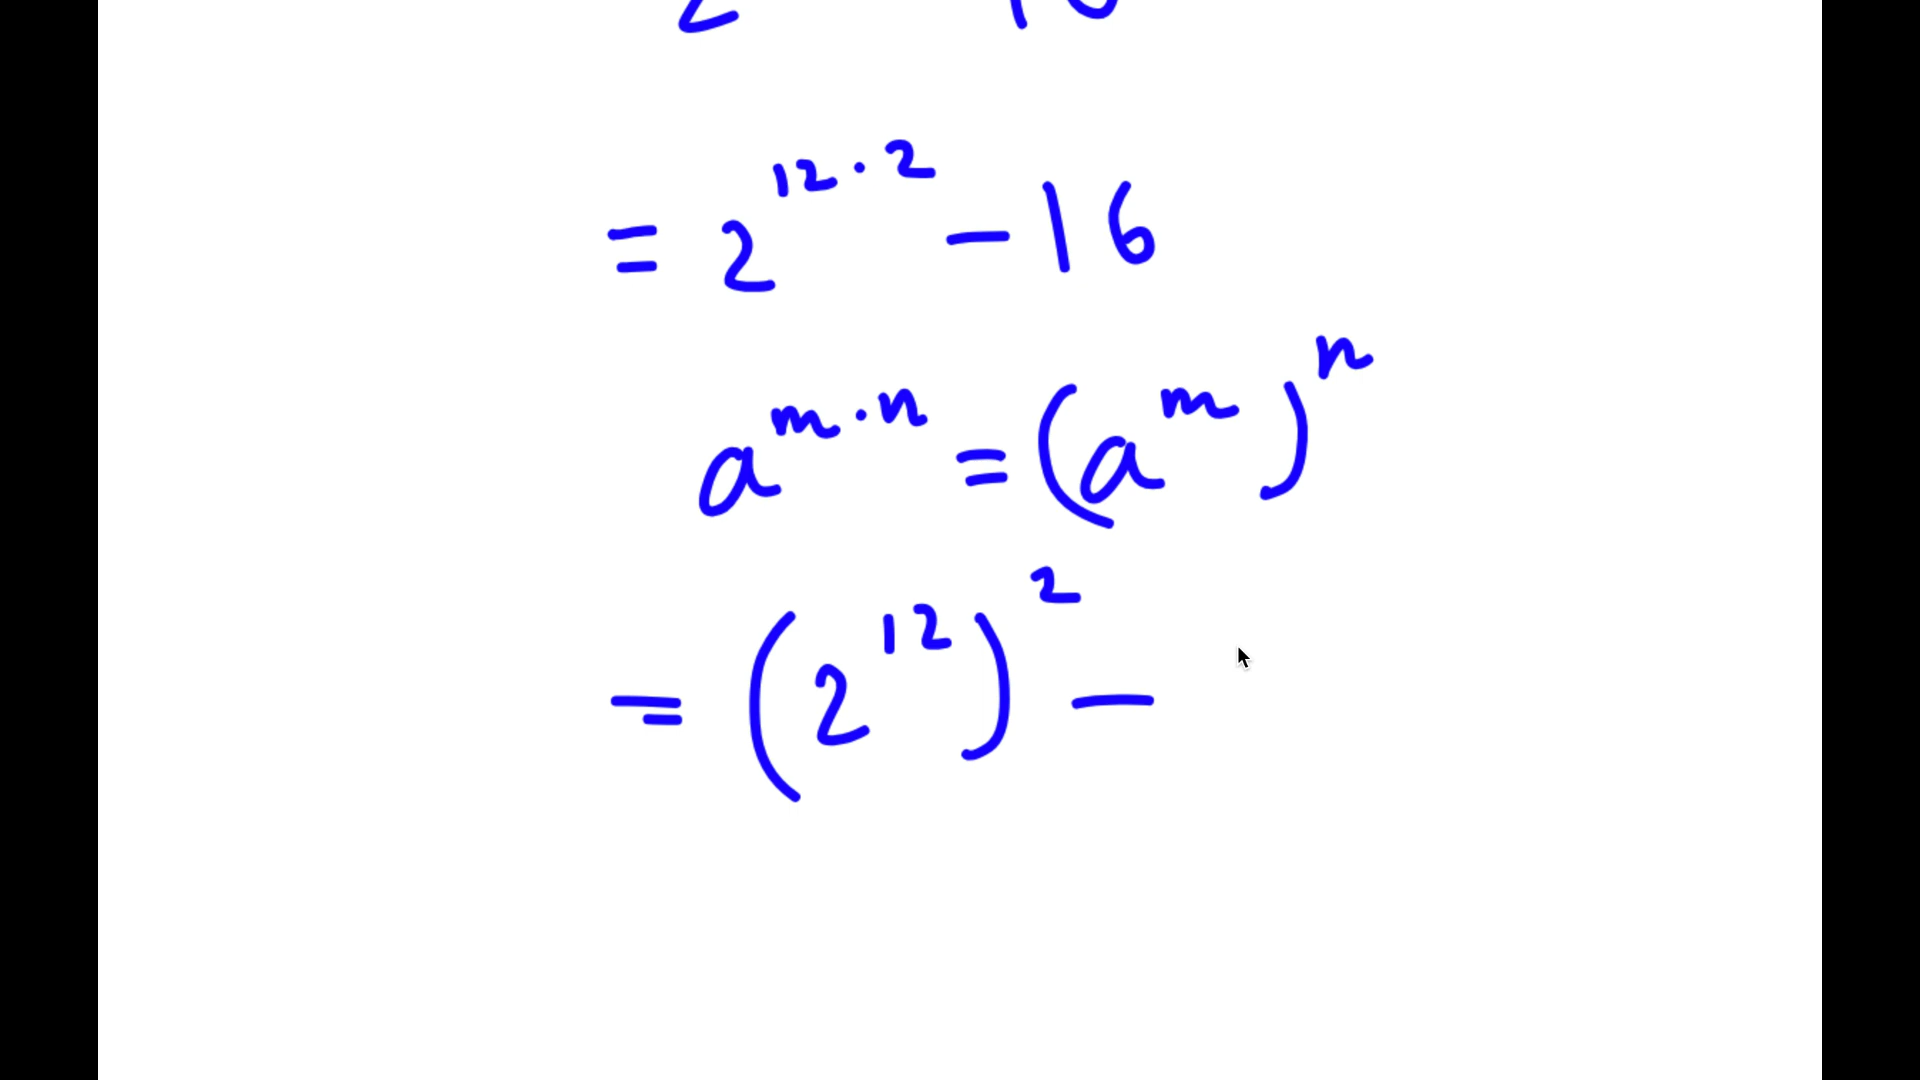 = 2^{12·2} - 16
a^{m·n} = (a^m)^n
= (2^{12})^2 -